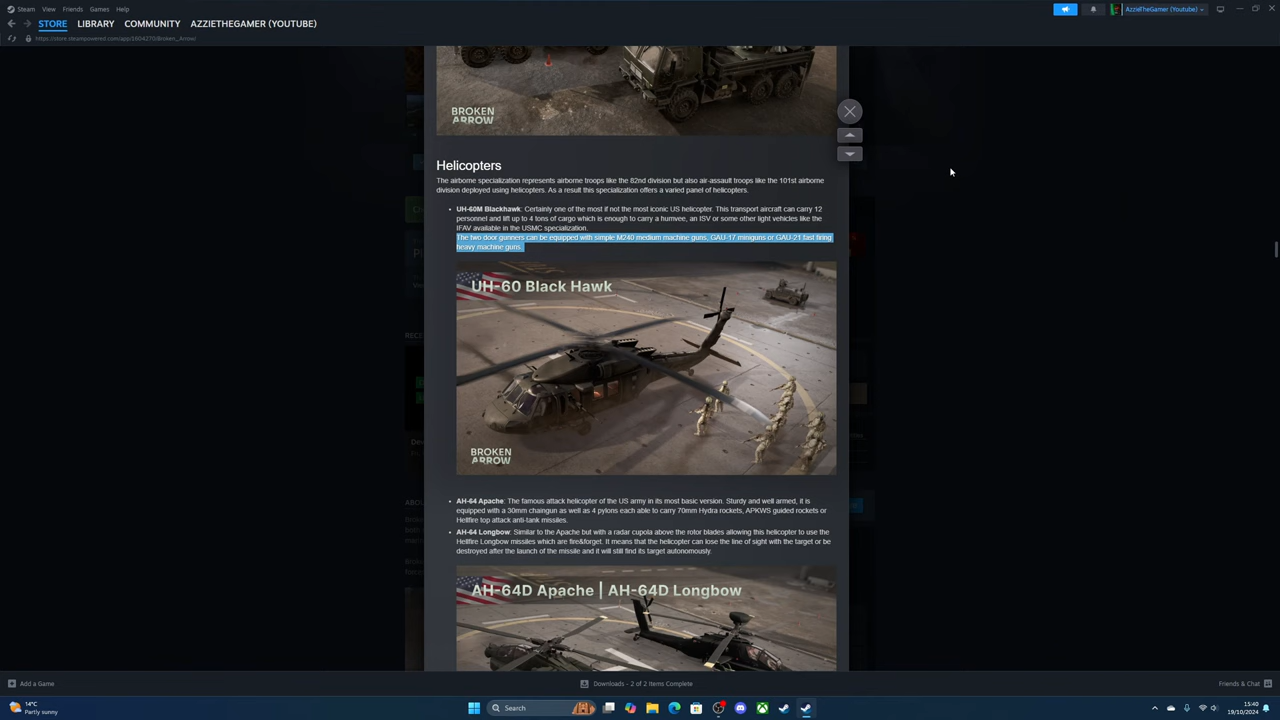 Steam View Friends Games Help
AzzieTheGamer (Youtube)
STORE LIBRARY COMMUNITY AZZIETHEGAMER (YOUTUBE)
https://store.steampowered.com/app/1604270/Broken_Arrow/
BROKEN
ARROW
Helicopters
The airborne specialization represents airborne troops like the 82nd division but also air-assault troops like the 101st airborne
division deployed using helicopters. As a result this specialization offers a varied panel of helicopters.
• UH-60M Blackhawk: Certainly one of the most if not the most iconic US helicopter. This transport aircraft can carry 12
personnel and lift up to 4 tons of cargo which is enough to carry a humvee, an ISV or some other light vehicles like the
IFAV available in the USMC specialization.
The two door gunners can be equipped with simple M240 medium machine guns, GAU-17 miniguns or GAU-21 fast firing
heavy machine guns.
UH-60 Black Hawk
BROKEN
ARROW
• AH-64 Apache: The famous attack helicopter of the US army in its most basic version. Sturdy and well armed, it is
equipped with a 30mm chaingun as well as 4 pylons each able to carry 70mm Hydra rockets, APKWS guided rockets or
Hellfire top attack anti-tank missiles.
• AH-64 Longbow: Similar to the Apache but with a radar cupola above the rotor blades allowing this helicopter to use the
Hellfire Longbow missiles which are fire&forget. It means that the helicopter can lose the line of sight with the target or be
destroyed after the launch of the missile and it will still find its target autonomously.
AH-64D Apache | AH-64D Longbow
Add a Game
Downloads – 2 of 2 Items Complete
Friends & Chat
14°C
Partly sunny
Search
15:40
19/10/2024